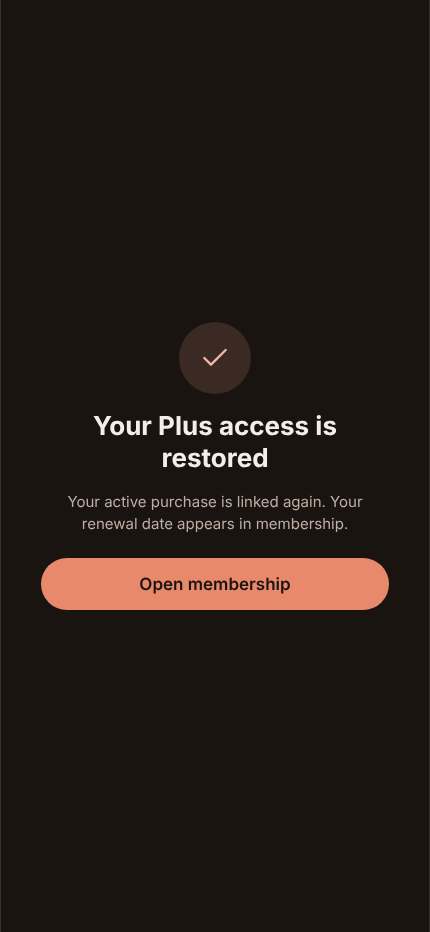 Your Plus access is
restored
Your active purchase is linked again. Your
renewal date appears in membership.
Open membership